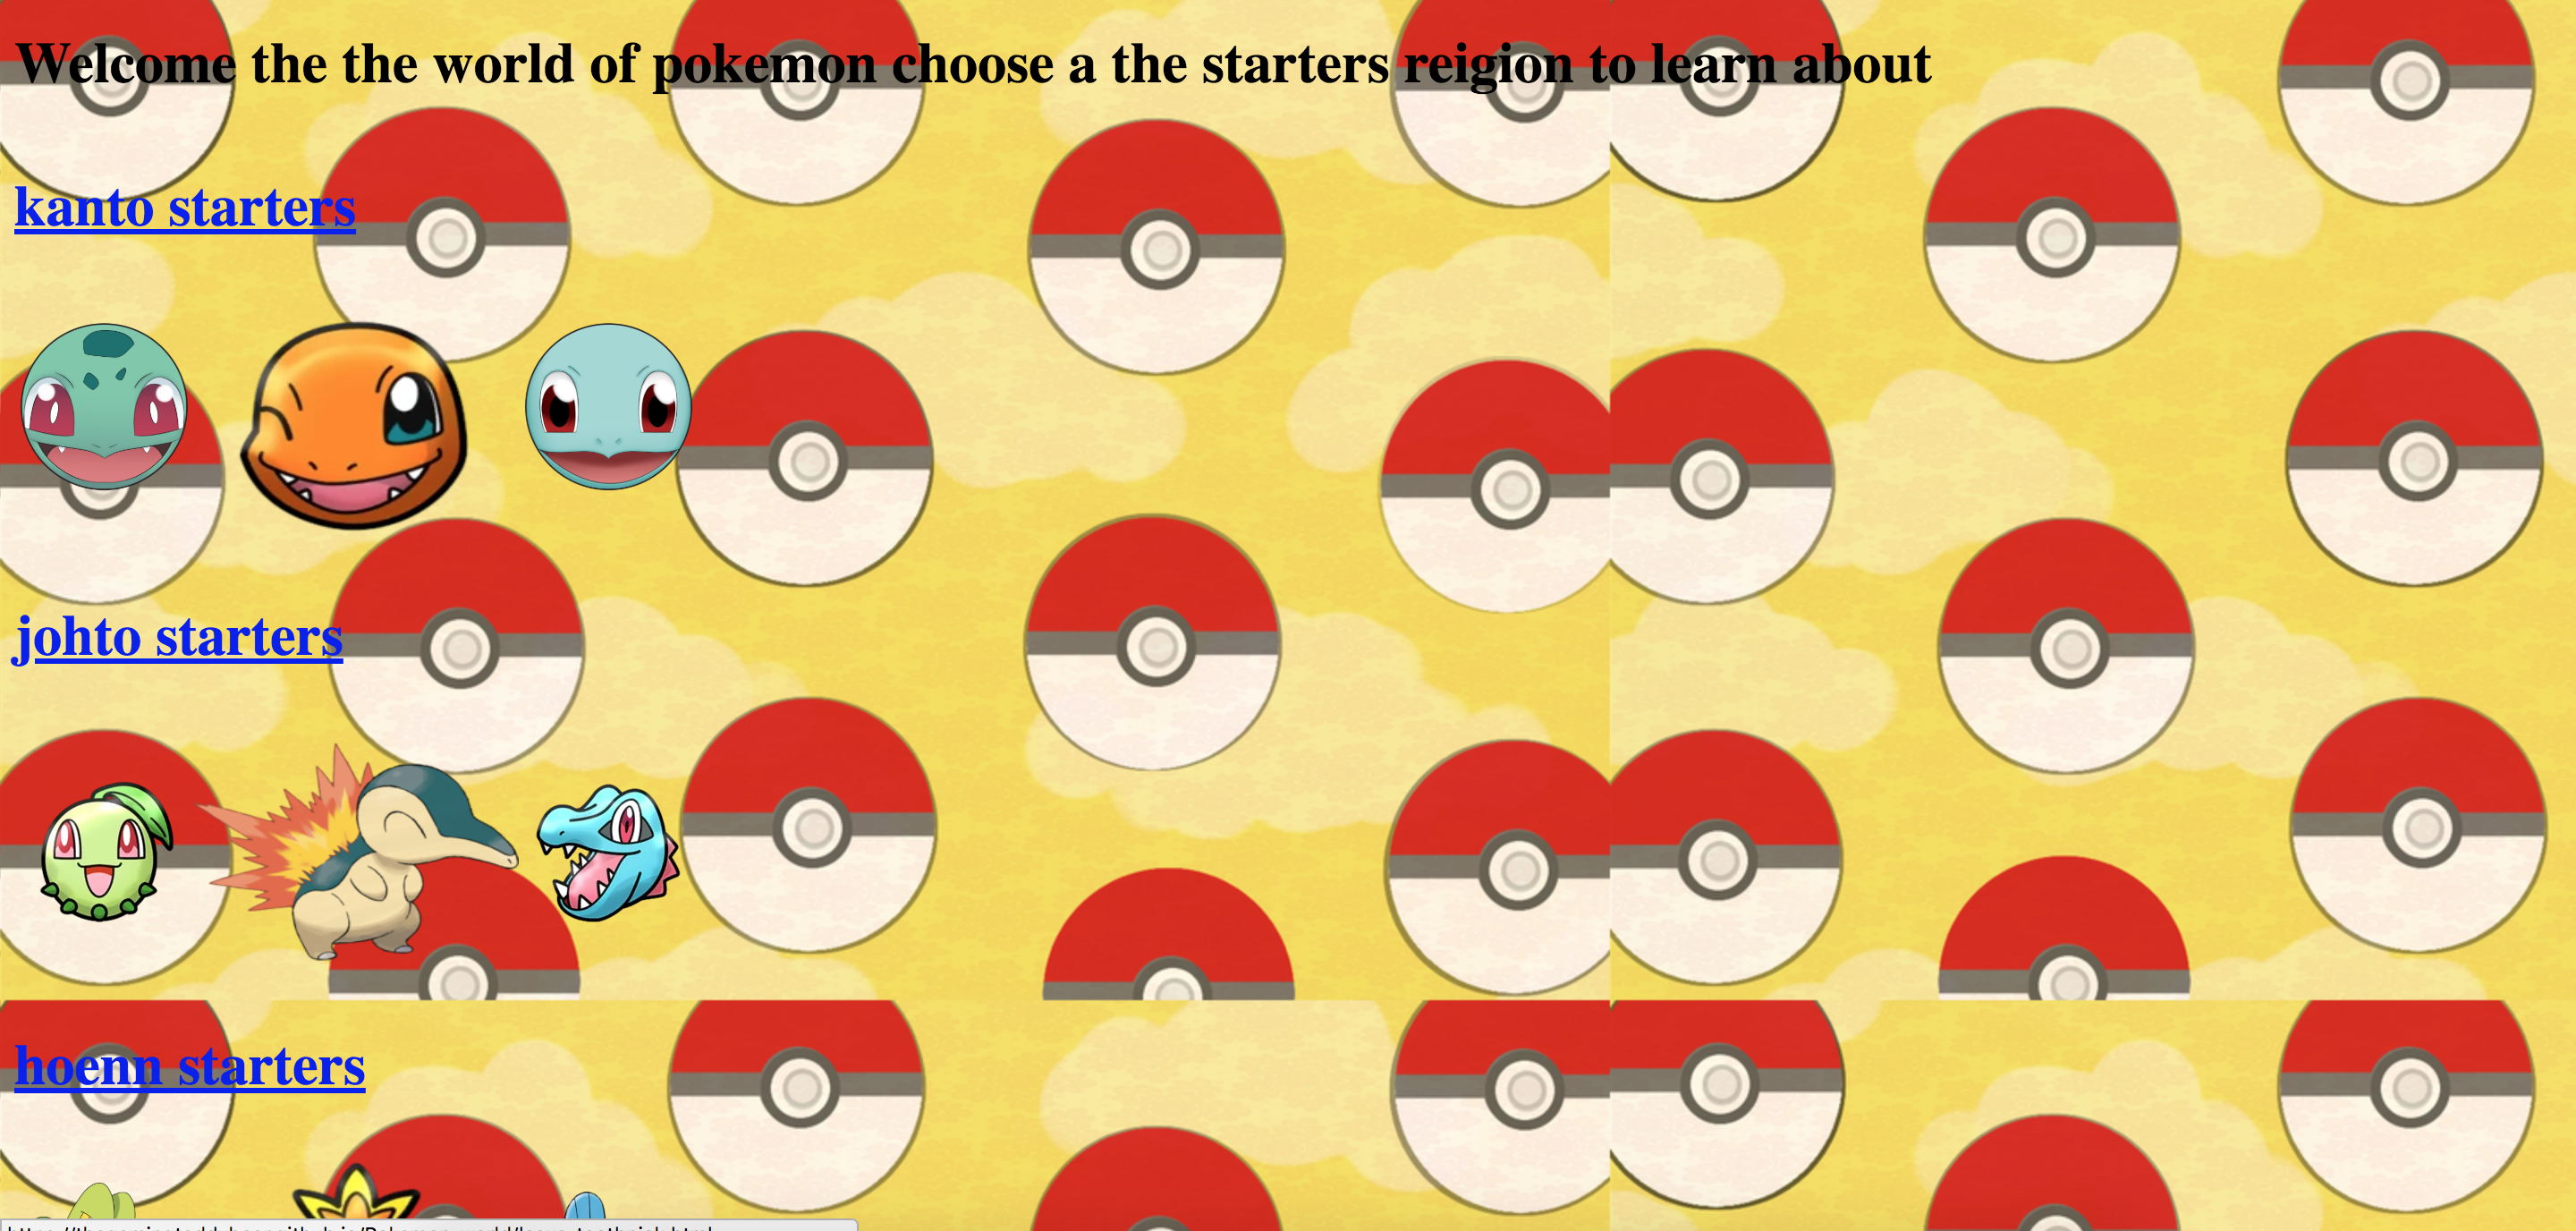 Welcome the the world of pokemon choose a the starters reigion to learn about
kanto starters
johto starters
hoenn starters